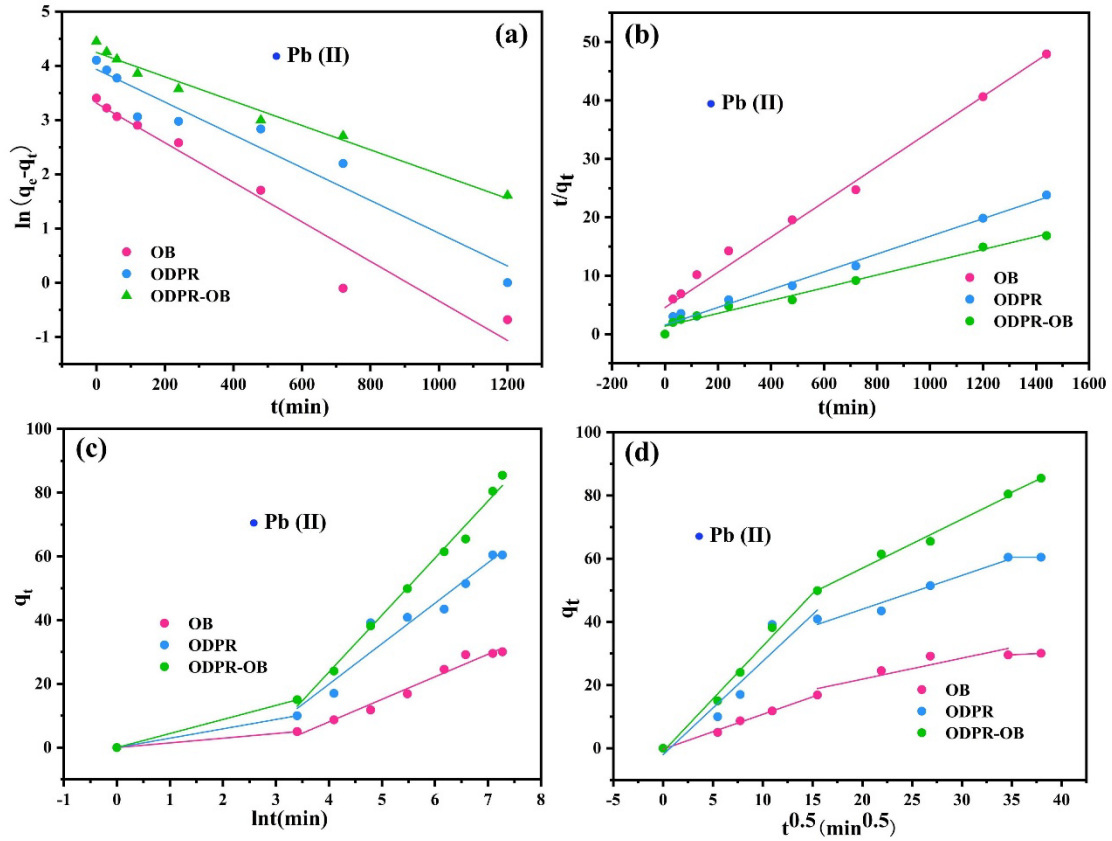 (a)
Pb (II)
ln (qe-qt)
5
4
3
2
1
0
-1
OB
ODPR
ODPR-OB
0
200
400
600
800
1000
1200
t(min)
(b)
Pb (II)
t/qt
50
40
30
20
10
0
OB
ODPR
ODPR-OB
-200
0
200
400
600
800
1000
1200
1400
1600
t(min)
(c)
Pb (II)
qt
100
80
60
40
20
0
OB
ODPR
ODPR-OB
-1
0
1
2
3
4
5
6
7
8
lnt(min)
(d)
Pb (II)
qt
100
80
60
40
20
0
OB
ODPR
ODPR-OB
0
5
10
15
20
25
30
35
40
t0.5(min0.5)